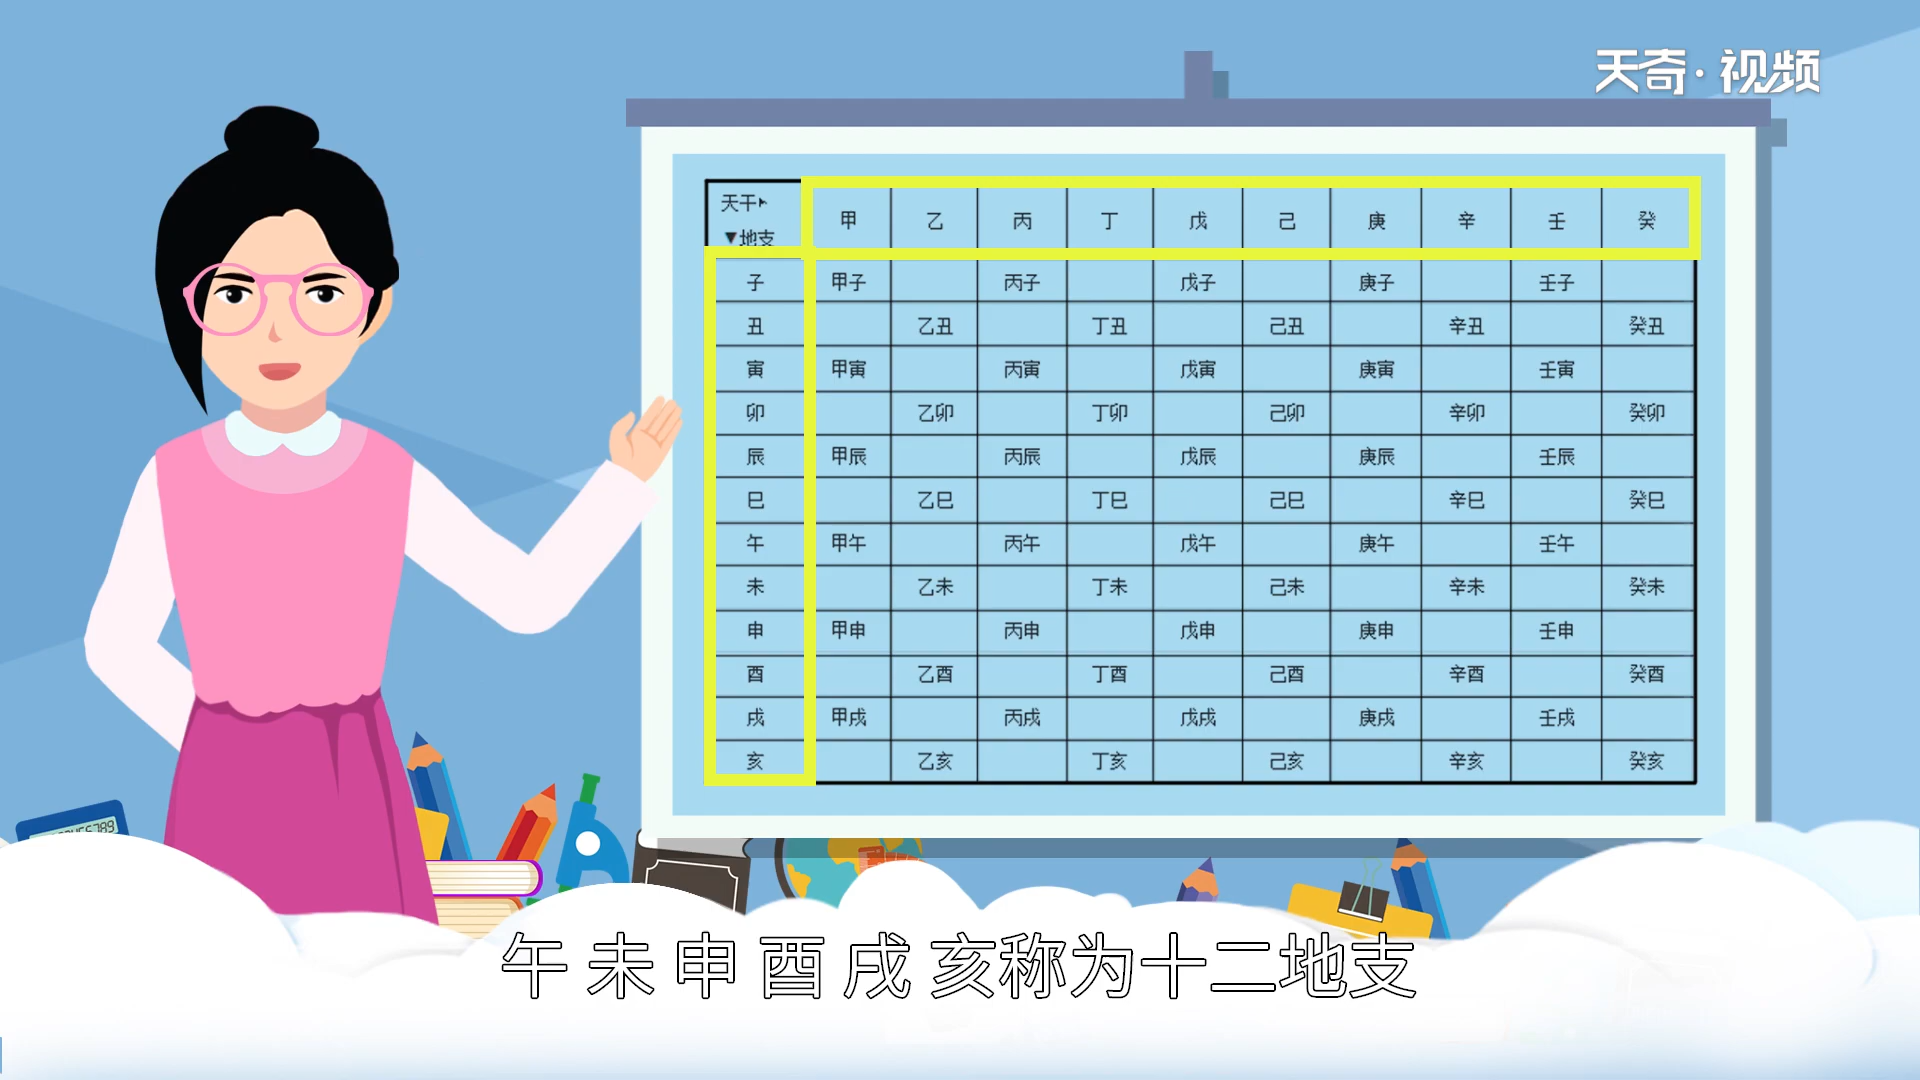 天奇·视频
天干 甲 乙 丙 丁 戊 己 庚 辛 壬 癸
▼地支
子 甲子 丙子 戊子 庚子 壬子
丑 乙丑 丁丑 己丑 辛丑 癸丑
寅 甲寅 丙寅 戊寅 庚寅 壬寅
卯 乙卯 丁卯 己卯 辛卯 癸卯
辰 甲辰 丙辰 戊辰 庚辰 壬辰
巳 乙巳 丁巳 己巳 辛巳 癸巳
午 甲午 丙午 戊午 庚午 壬午
未 乙未 丁未 己未 辛未 癸未
申 甲申 丙申 戊申 庚申 壬申
酉 乙酉 丁酉 己酉 辛酉 癸酉
戌 甲戌 丙戌 戊戌 庚戌 壬戌
亥 乙亥 丁亥 己亥 辛亥 癸亥
午 未 申 酉 戌 亥称为十二地支